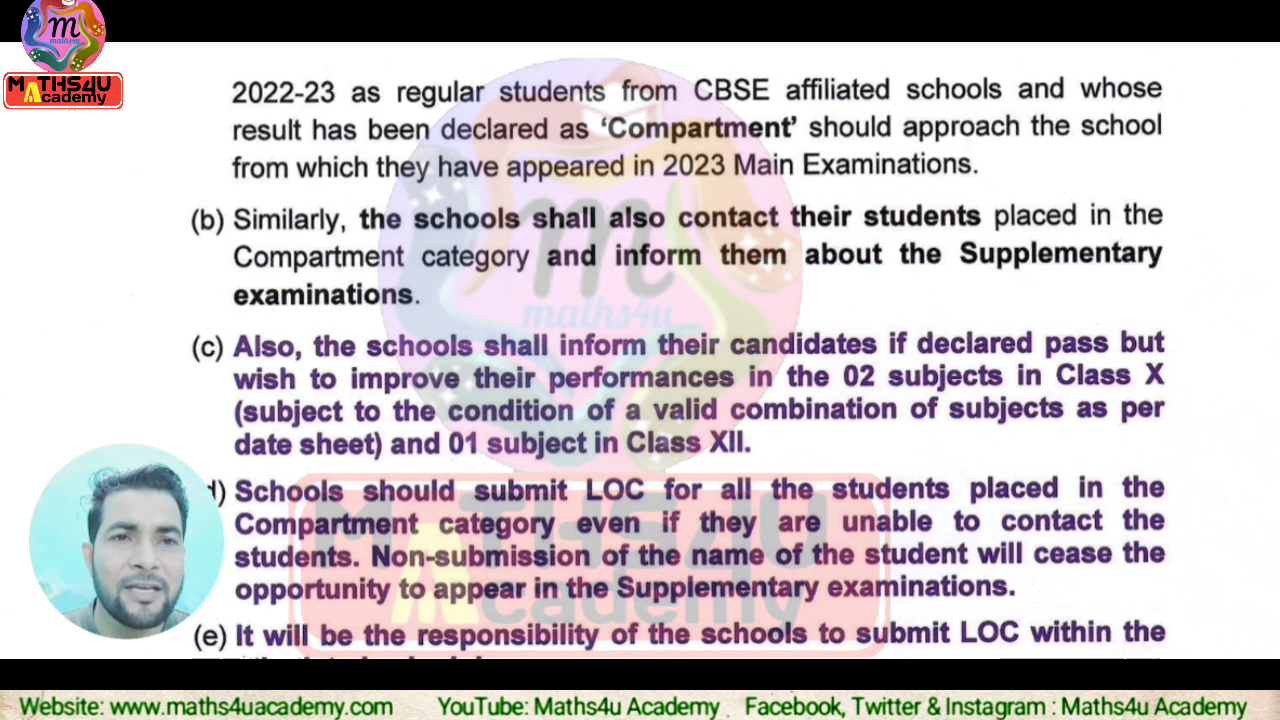 m
maths4u
MATHS4U
Academy
2022-23 as regular students from CBSE affiliated schools and whose
result has been declared as ‘Compartment’ should approach the school
from which they have appeared in 2023 Main Examinations.
(b) Similarly, the schools shall also contact their students placed in the
Compartment category and inform them about the Supplementary
examinations.
(c) Also, the schools shall inform their candidates if declared pass but
wish to improve their performances in the 02 subjects in Class X
(subject to the condition of a valid combination of subjects as per
date sheet) and 01 subject in Class XII.
d) Schools should submit LOC for all the students placed in the
Compartment category even if they are unable to contact the
students. Non-submission of the name of the student will cease the
opportunity to appear in the Supplementary examinations.
(e) It will be the responsibility of the schools to submit LOC within the
m
maths4u
MATHS4U
Academy
Website: www.maths4uacademy.com YouTube: Maths4u Academy . Facebook, Twitter & Instagram : Maths4u Academy